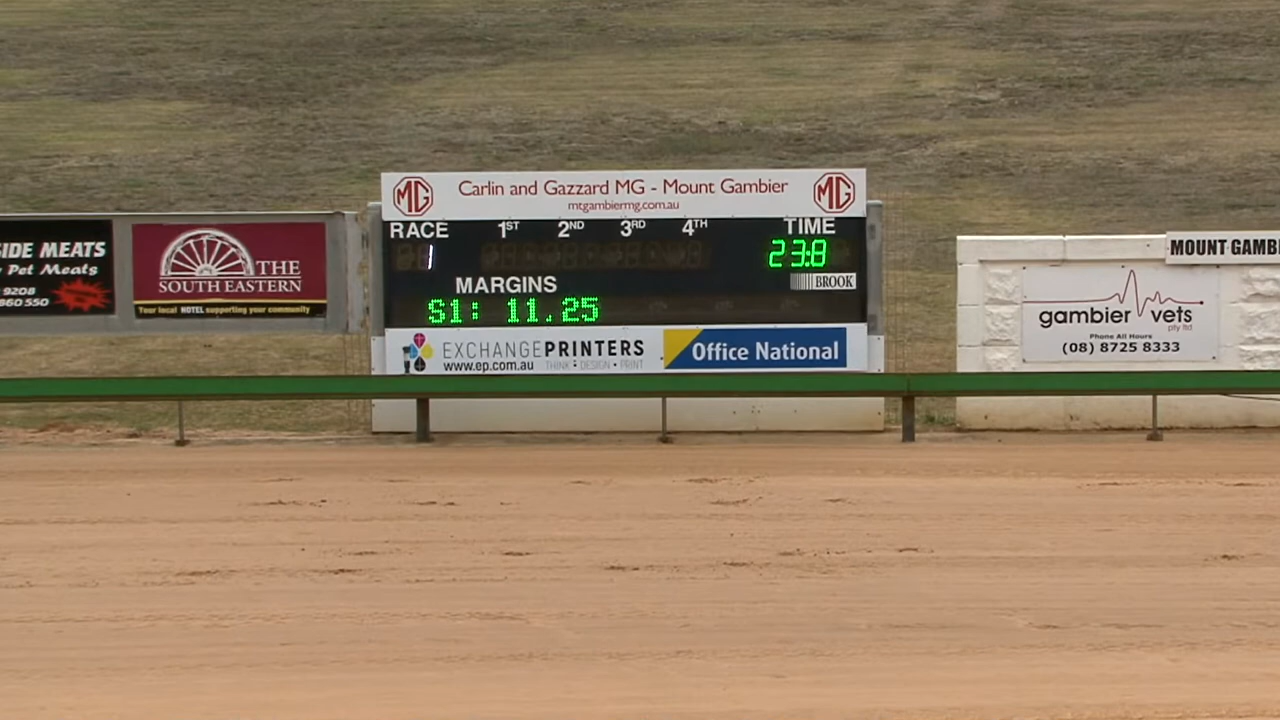 MG Carlin and Gazzard MG - Mount Gambier MG
mtgambiermg.com.au
RACE 1ST 2ND 3RD 4TH TIME
1 23:8
MARGINS BROOK
S1: 11.25
EXCHANGEPRINTERS
www.ep.com.au THINK • DESIGN • PRINT
Office National
SIDE MEATS
Pet Meats
9208
860 550
THE
SOUTH EASTERN
Your local HOTEL supporting your community
MOUNT GAMBI
gambier vets
pty ltd
Phone All Hours
(08) 8725 8333